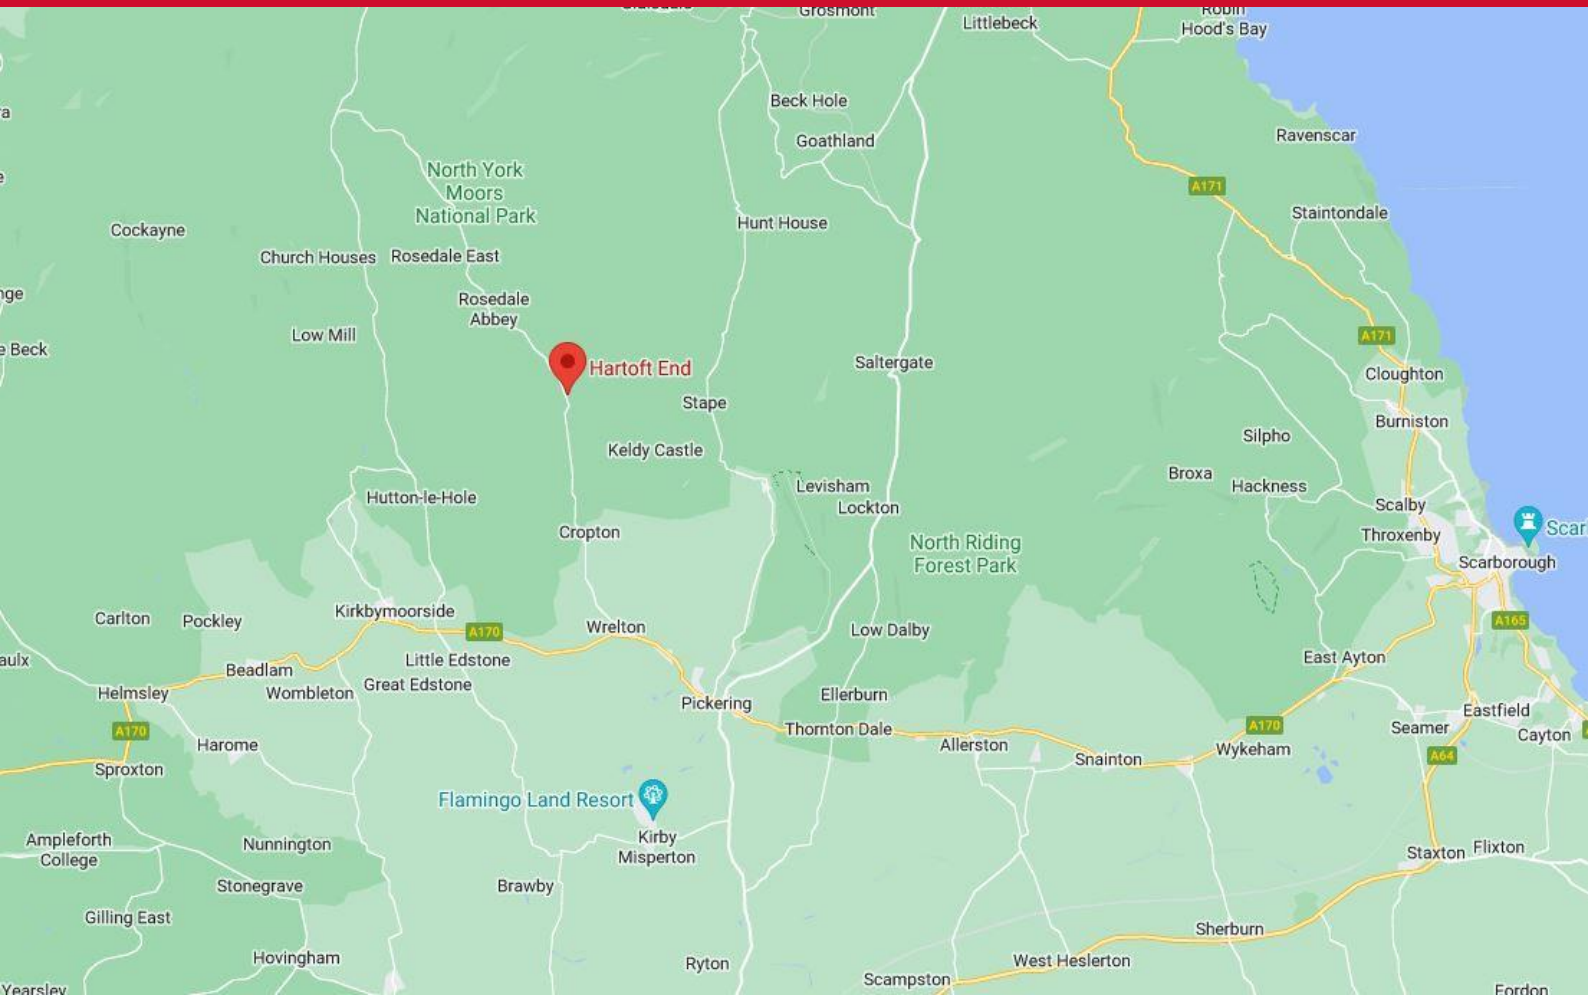 Grosmont
Littlebeck
Robin
Hood's Bay
Beck Hole
Goathland
Ravenscar
North York
Moors
National Park
A171
Staintondale
Hunt House
Cockayne
Church Houses
Rosedale East
Rosedale
Abbey
Low Mill
A171
e Beck
Hartoft End
Saltergate
Cloughton
Stape
Burniston
Silpho
Keldy Castle
Broxa
Hackness
Levisham
Lockton
Hutton-le-Hole
Scalby
Cropton
Throxenby
Scar
North Riding
Forest Park
Scarborough
Carlton
Pockley
Kirkbymoorside
A170
Wrelton
Low Dalby
A165
aulx
Beadlam
Little Edstone
East Ayton
Helmsley
Wombleton
Great Edstone
Pickering
Ellerburn
Eastfield
A170
Thornton Dale
A170
Seamer
Cayton
Harome
Allerston
Wykeham
A64
Sproxton
Snainton
Flamingo Land Resort
Kirby
Misperton
Ampleforth
College
Nunnington
Staxton
Flixton
Stonegrave
Brawby
Gilling East
Sherburn
Hovingham
Ryton
West Heslerton
Scampston
Yearsley
Fordon